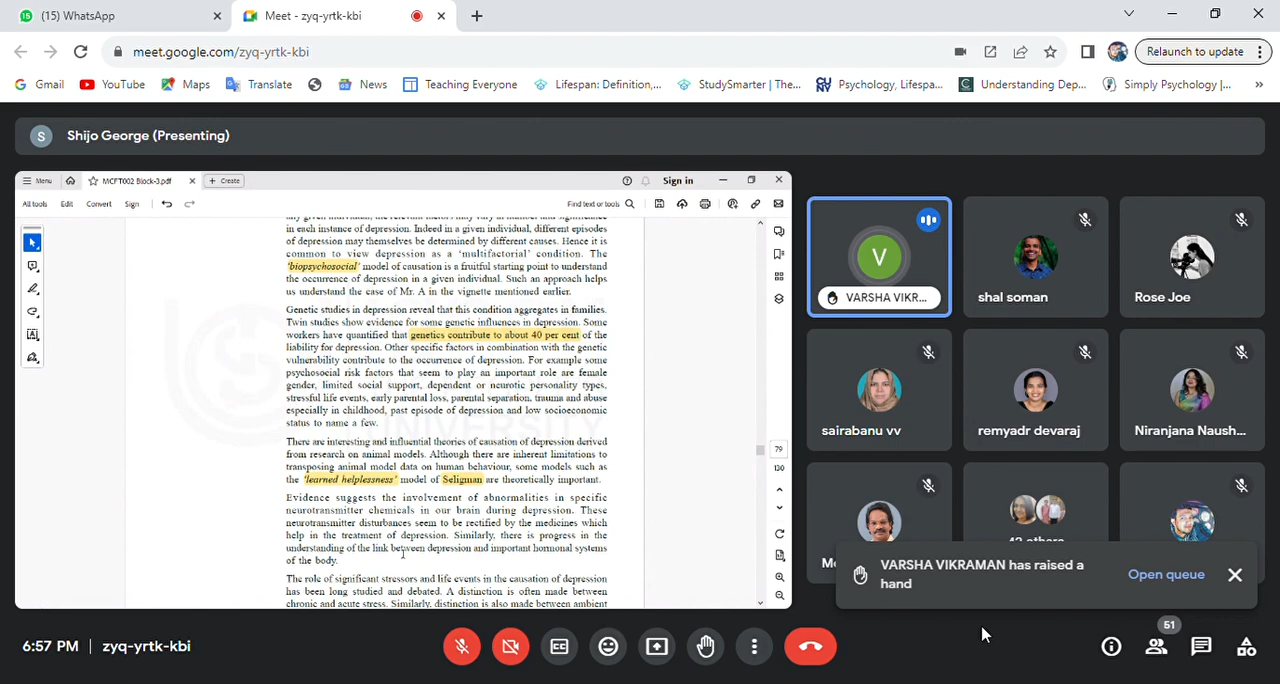 (15) WhatsApp
Meet - zyq-yrtk-kbi
meet.google.com/zyq-yrtk-kbi
Relaunch to update
Gmail
YouTube
Maps
Translate
News
Teaching Everyone
Lifespan: Definition,...
StudySmarter | The...
Psychology, Lifespa...
Understanding Dep...
Simply Psychology |...
»
S
Shijo George (Presenting)
Menu
MCFT002 Block-3.pdf
+ Create
Sign in
All tools
Edit
Convert
Sign
Find text or tools
any given individual, the relevant factors may vary in number and significance
in each instance of depression. Indeed in a given individual, different episodes
of depression may themselves be determined by different causes. Hence it is
common to view depression as a 'multifactorial' condition. The
'biopsychosocial' model of causation is a fruitful starting point to understand
the occurrence of depression in a given individual. Such an approach helps
us understand the case of Mr. A in the vignette mentioned earlier.
Genetic studies in depression reveal that this condition aggregates in families.
Twin studies show evidence for some genetic influences in depression. Some
workers have quantified that genetics contribute to about 40 per cent of the
liability for depression. Other specific factors in combination with the genetic
vulnerability contribute to the occurrence of depression. For example some
psychosocial risk factors that seem to play an important role are female
gender, limited social support, dependent or neurotic personality types,
stressful life events, early parental loss, parental separation, trauma and abuse
especially in childhood, past episode of depression and low socioeconomic
status to name a few.
There are interesting and influential theories of causation of depression derived
from research on animal models. Although there are inherent limitations to
transposing animal model data on human behaviour, some models such as
the 'learned helplessness' model of Seligman are theoretically important.
Evidence suggests the involvement of abnormalities in specific
neurotransmitter chemicals in our brain during depression. These
neurotransmitter disturbances seem to be rectified by the medicines which
help in the treatment of depression. Similarly, there is progress in the
understanding of the link between depression and important hormonal systems
of the body.
The role of significant stressors and life events in the causation of depression
has been long studied and debated. A distinction is often made between
chronic and acute stress. Similarly, distinction is also made between ambient
UNIVERSITY
79
130
V
VARSHA VIKR...
shal soman
Rose Joe
sairabanu vv
remyadr devaraj
Niranjana Naush...
VARSHA VIKRAMAN has raised a
hand
Open queue
6:57 PM | zyq-yrtk-kbi
51